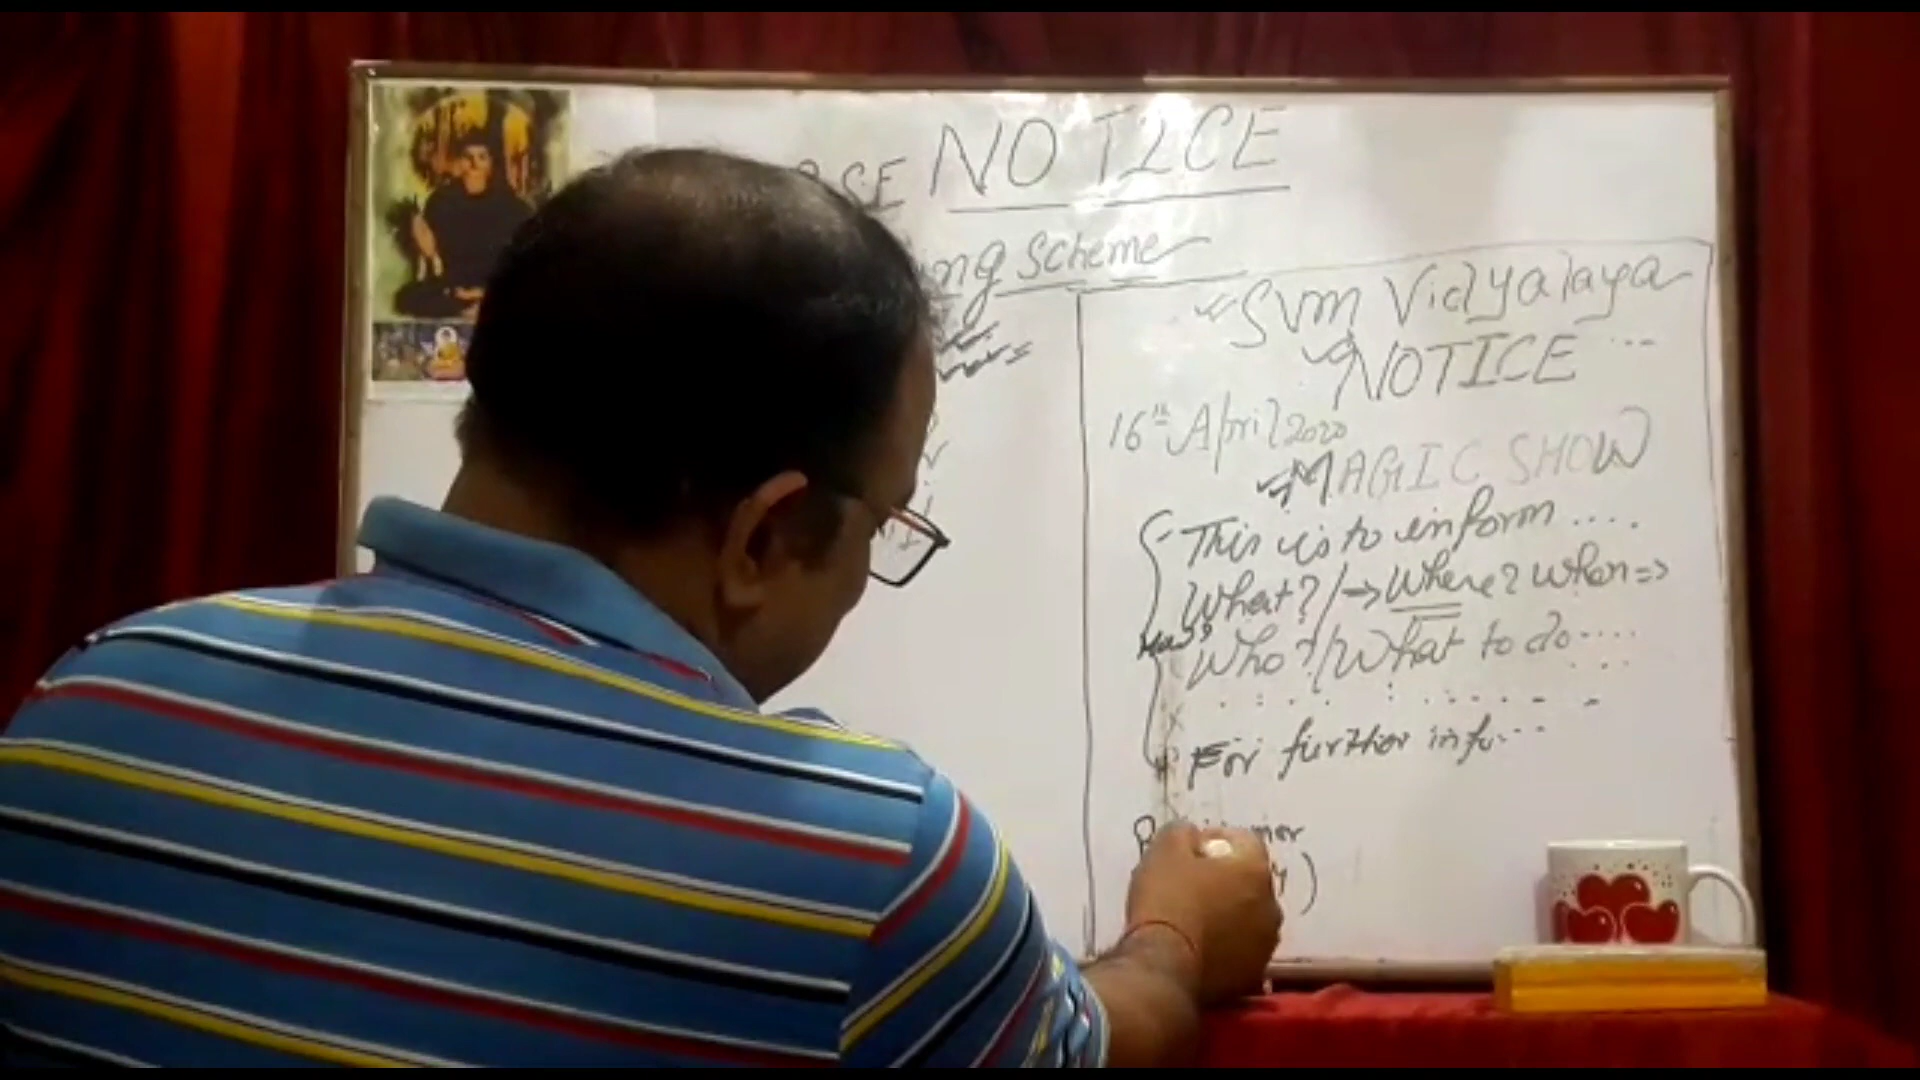 NOTICE
Scheme
SVM Vidyalaya
NOTICE ...
16th April 2020
MAGIC SHOW
This is to inform ....
What? / → Where? When ⇒
How?
Who? / What to do ....
For further info...